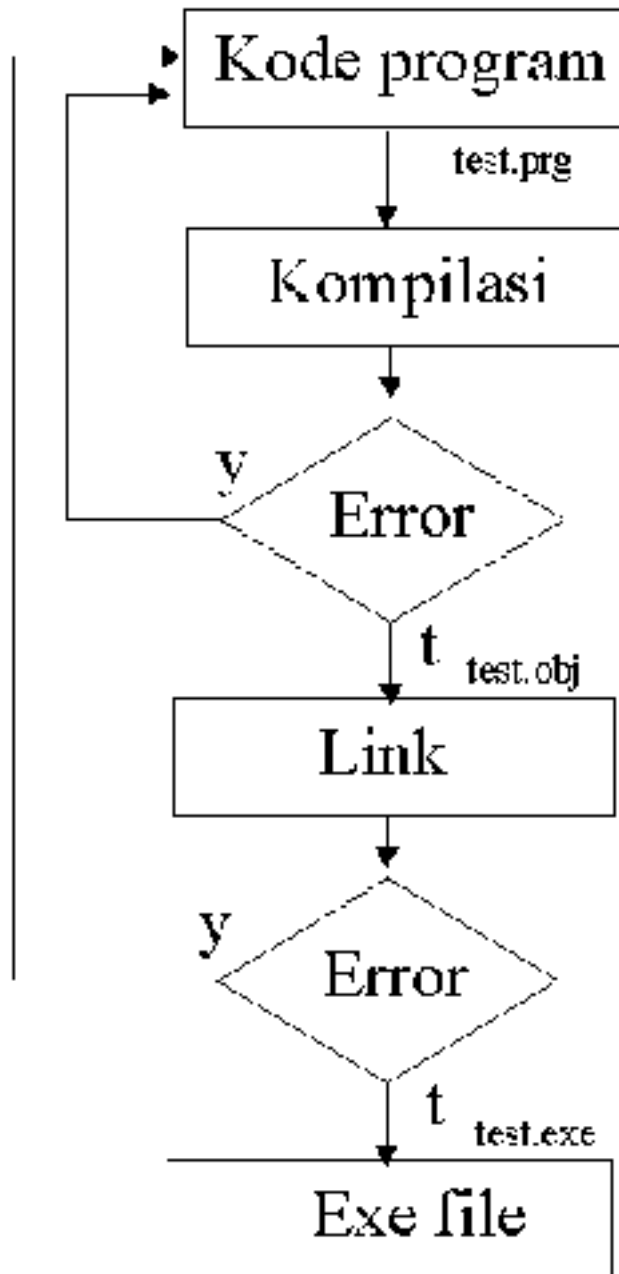 Kode program
test.prg
Kompilasi
y
Error
t
test.obj
Link
y
Error
t
test.exe
Exe file